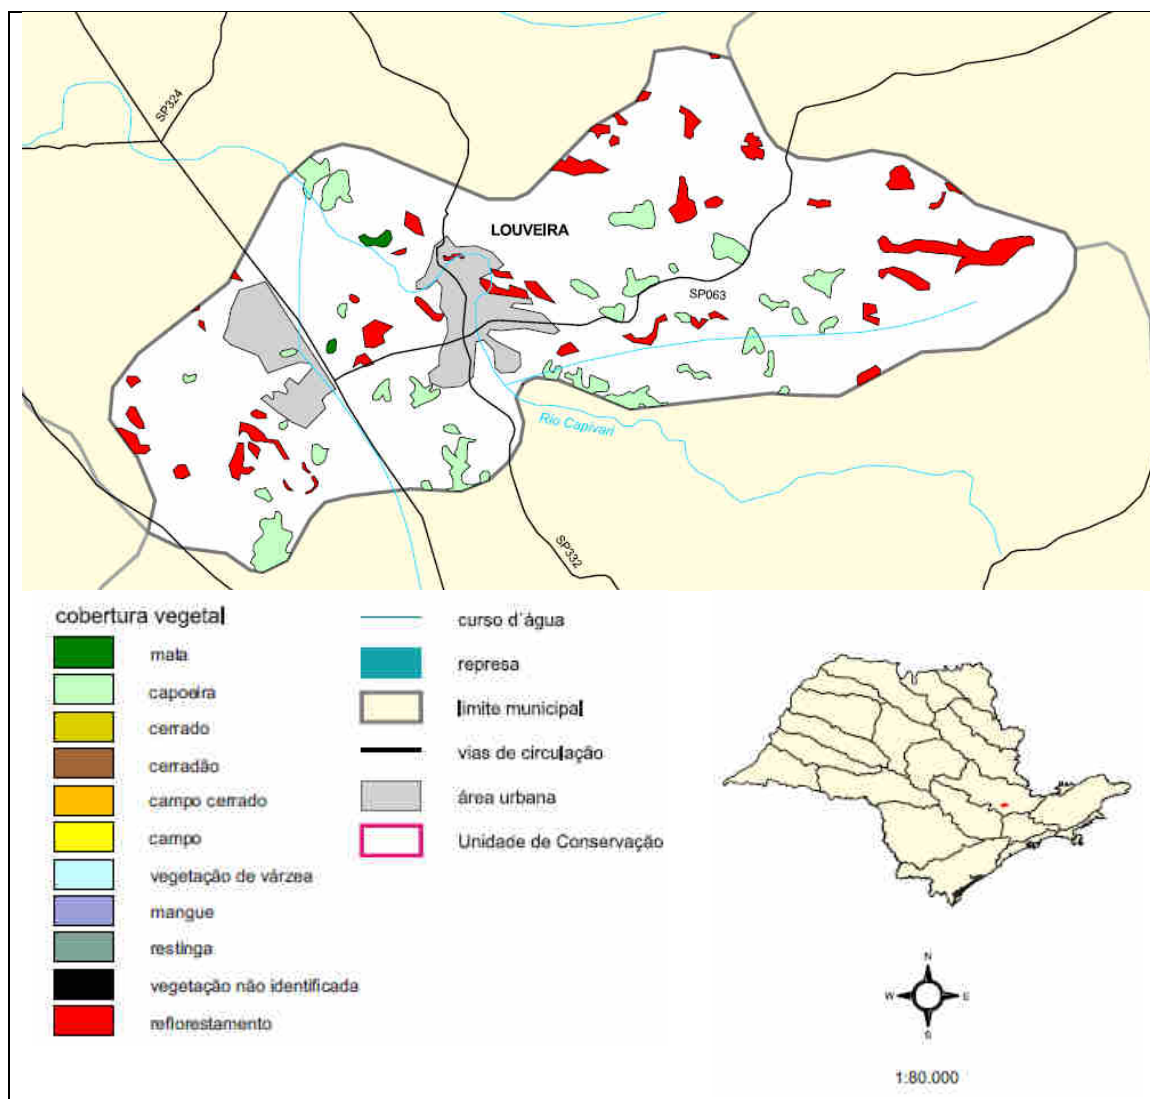 SP324
LOUVEIRA
SP063
Rio Capivari
SP332
cobertura vegetal
mata
capoeira
cerrado
cerradão
campo cerrado
campo
vegetação de várzea
mangue
restinga
vegetação não identificada
reflorestamento
curso d'água
represa
limite municipal
vias de circulação
área urbana
Unidade de Conservação
N
W
E
S
1:80.000